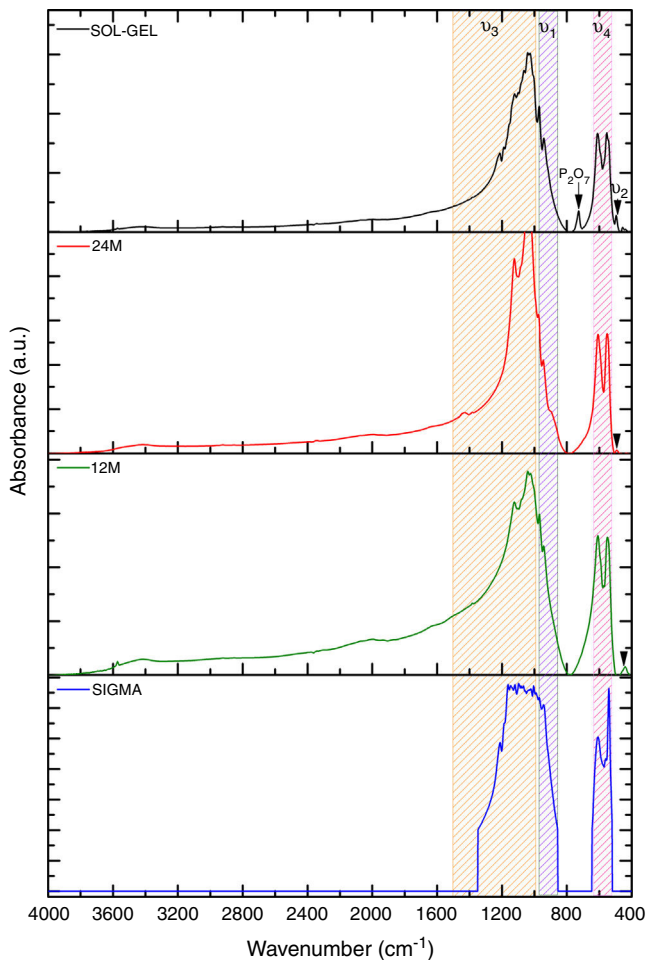 υ3 υ1 υ4
SOL-GEL
P2O7
υ2
24M
12M
SIGMA
Absorbance (a.u.)
4000 3600 3200 2800 2400 2000 1600 1200 800 400
Wavenumber (cm-1)